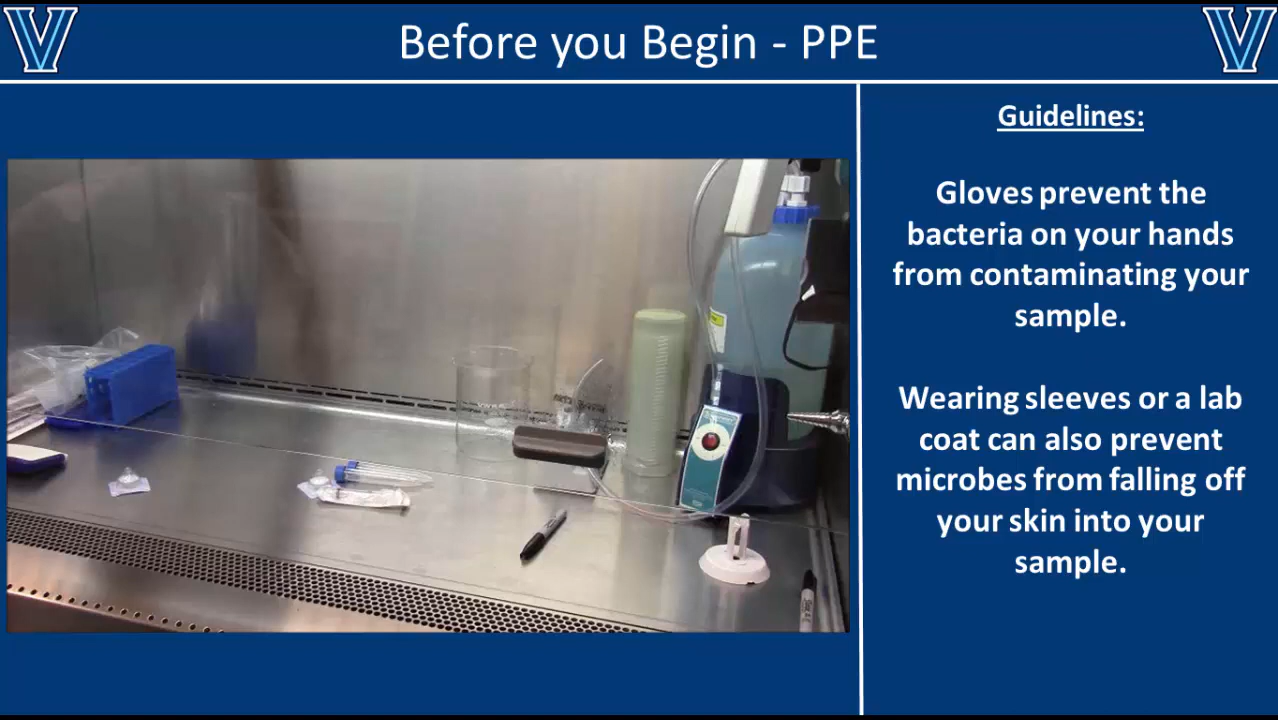 Before you Begin - PPE
Guidelines:
Gloves prevent the
bacteria on your hands
from contaminating your
sample.
Wearing sleeves or a lab
coat can also prevent
microbes from falling off
your skin into your
sample.